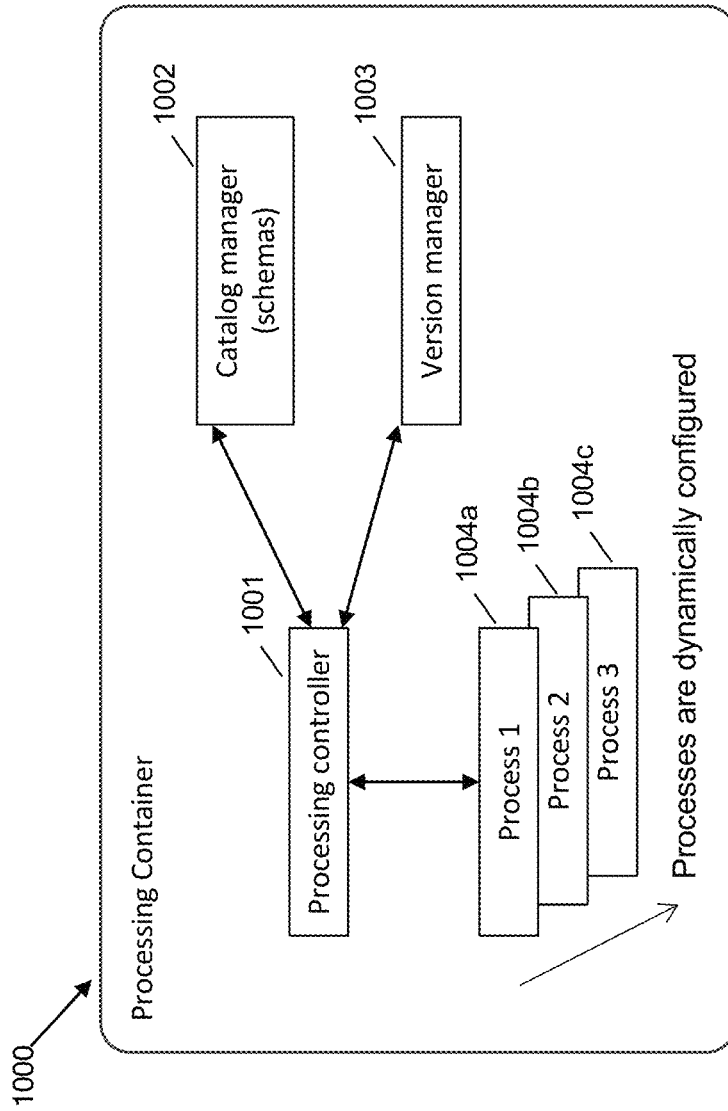 1000
Processing Container
1001
Processing controller
1002
Catalog manager
(schemas)
1003
Version manager
1004a
Process 1
1004b
Process 2
1004c
Process 3
Processes are dynamically configured